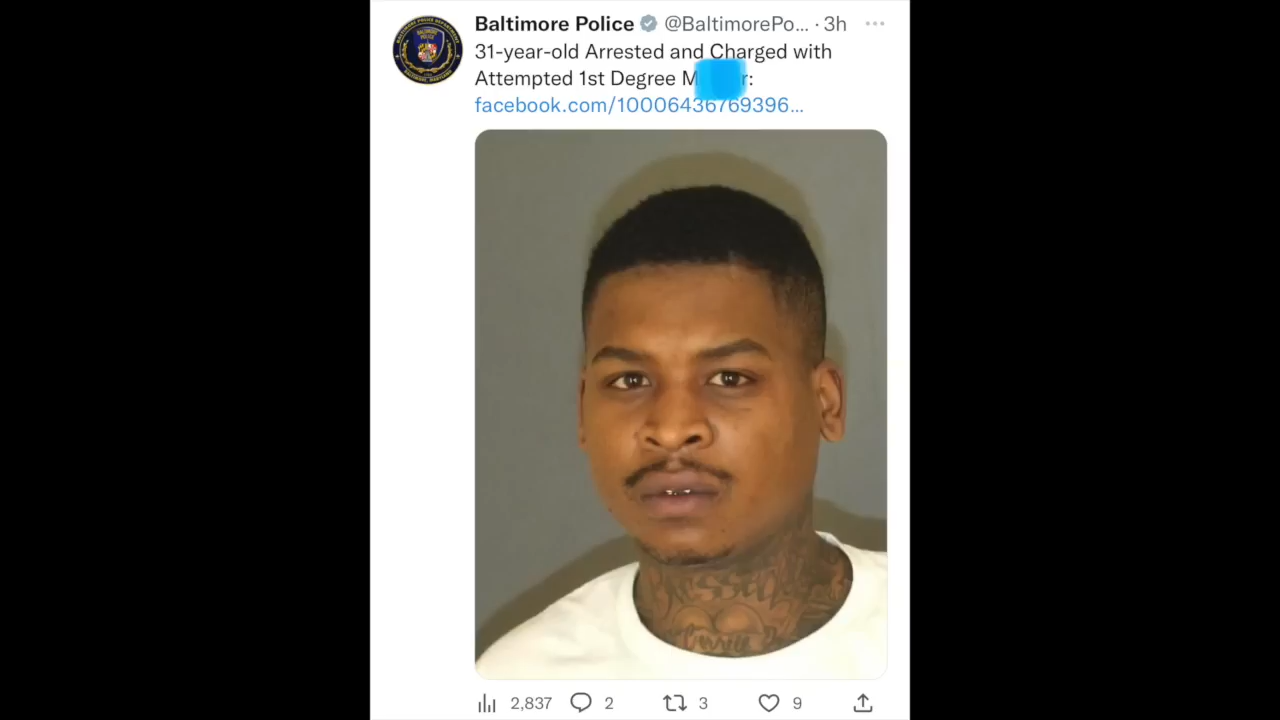 Baltimore Police @BaltimorePo... · 3h
31-year-old Arrested and Charged with
Attempted 1st Degree M r:
facebook.com/10006436769396...
2,837 2 3 9